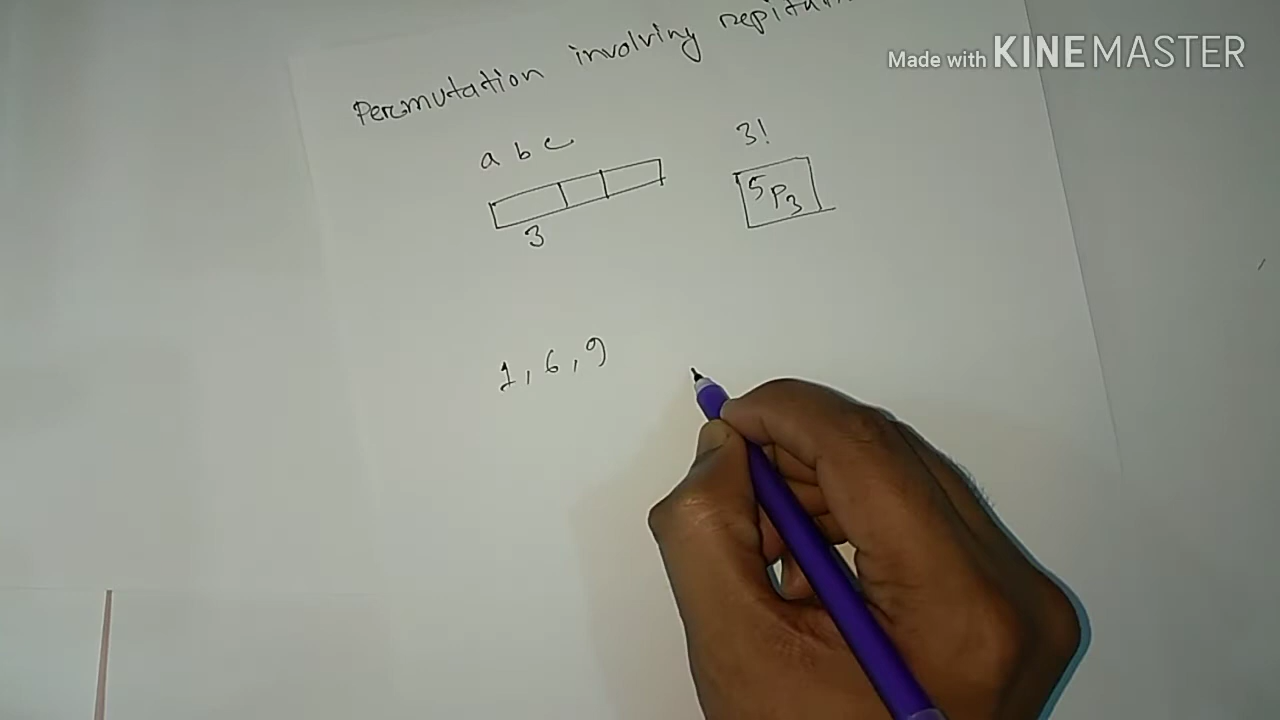 Permutation involving
Made with KINEMASTER
a b c
3!
5P3
3
1, 6, 9